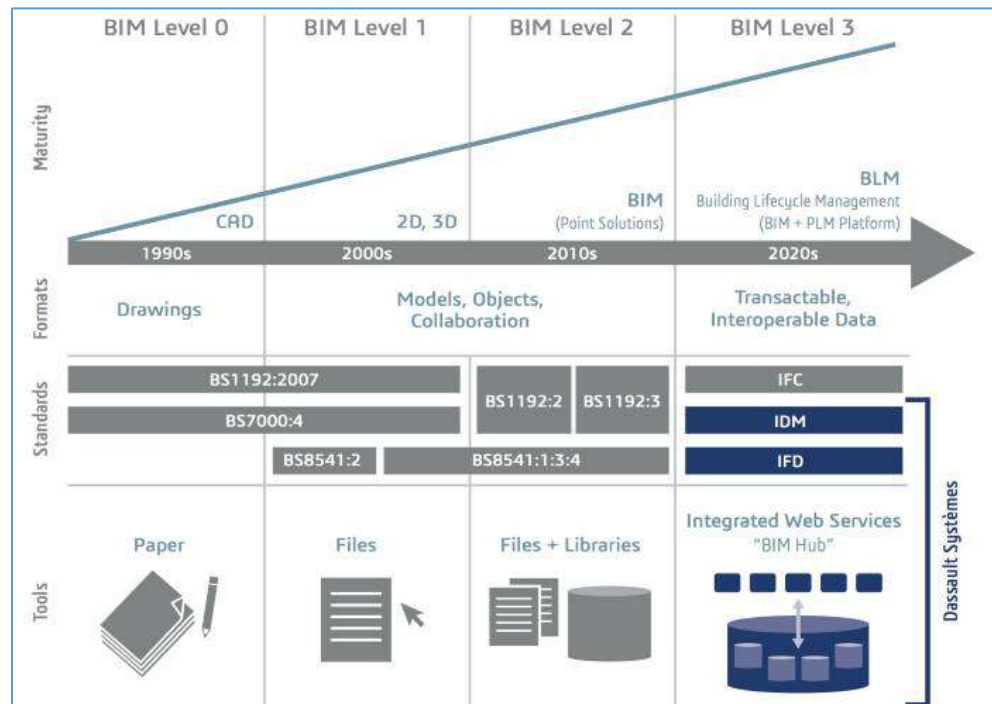 BIM Level 0
BIM Level 1
BIM Level 2
BIM Level 3
Maturity
CAD
2D, 3D
BIM
(Point Solutions)
BLM
Building Lifecycle Management
(BIM + PLM Platform)
1990s
2000s
2010s
2020s
Formats
Drawings
Models, Objects,
Collaboration
Transactable,
Interoperable Data
Standards
BS1192:2007
BS7000:4
BS8541:2
BS8541:1:3:4
BS1192:2
BS1192:3
IFC
IDM
IFD
Tools
Paper
Files
Files + Libraries
Integrated Web Services
"BIM Hub"
Dassault Systèmes